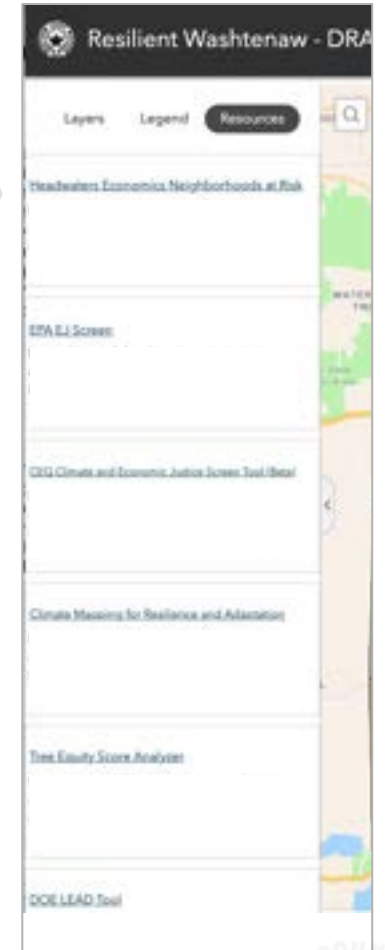 Resilient Washtenaw - DRA
Layers Legend Resources
Headwaters Economics Neighborhoods at Risk
EPA EJ Screen
CEQ Climate and Economic Justice Screen Tool (Beta)
Climate Mapping for Resilience and Adaptation
Tree Equity Score Analyzer
DOE LEAD Tool